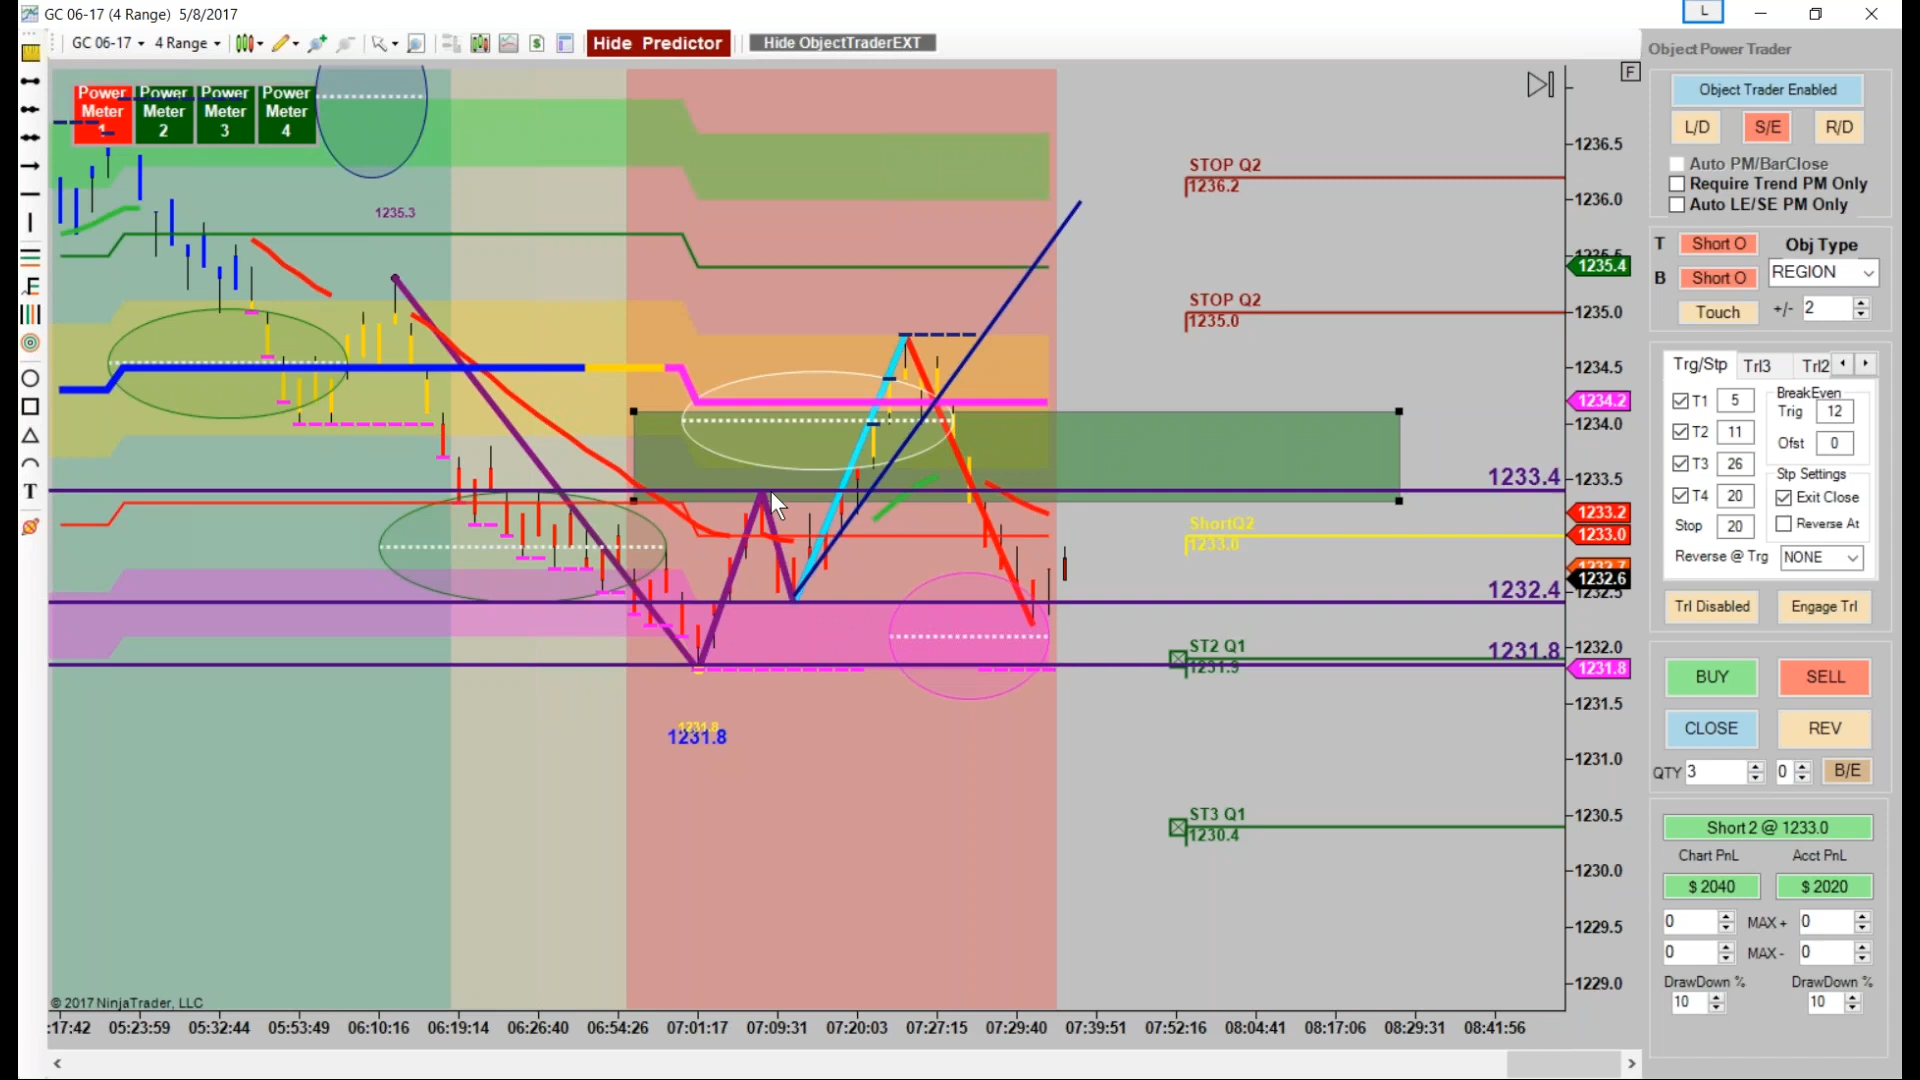 GC 06-17 (4 Range)  5/8/2017
L
GC 06-17
4 Range
Hide Predictor
Hide ObjectTraderEXT
Object Power Trader
Power Meter 1
Power Meter 2
Power Meter 3
Power Meter 4
F
T
1235.3
1231.8
1231.8
STOP Q2
1236.2
STOP Q2
1235.0
ShortQ2
1233.0
ST2 Q1
1231.9
ST3 Q1
1230.4
1233.4
1232.4
1231.8
1236.5
1236.0
1235.4
1235.0
1234.5
1234.2
1234.0
1233.5
1233.2
1233.0
1232.6
1232.5
1232.0
1231.8
1231.5
1231.0
1230.5
1230.0
1229.5
1229.0
© 2017 NinjaTrader, LLC
:17:42
05:23:59
05:32:44
05:53:49
06:10:16
06:19:14
06:26:40
06:54:26
07:01:17
07:09:31
07:20:03
07:27:15
07:29:40
07:39:51
07:52:16
08:04:41
08:17:06
08:29:31
08:41:56
Object Trader Enabled
L/D
S/E
R/D
Auto PM/BarClose
Require Trend PM Only
Auto LE/SE PM Only
T
Short O
Obj Type
B
Short O
REGION
Touch
+/-
2
Trg/Stp
Trl3
Trl2
T1
5
T2
11
T3
26
T4
20
Stop
20
BreakEven
Trig
12
Ofst
0
Stp Settings
Exit Close
Reverse At
Reverse @ Trg
NONE
Trl Disabled
Engage Trl
BUY
SELL
CLOSE
REV
QTY
3
0
B/E
Short 2 @ 1233.0
Chart PnL
Acct PnL
$ 2040
$ 2020
0
MAX +
0
0
MAX -
0
DrawDown %
DrawDown %
10
10